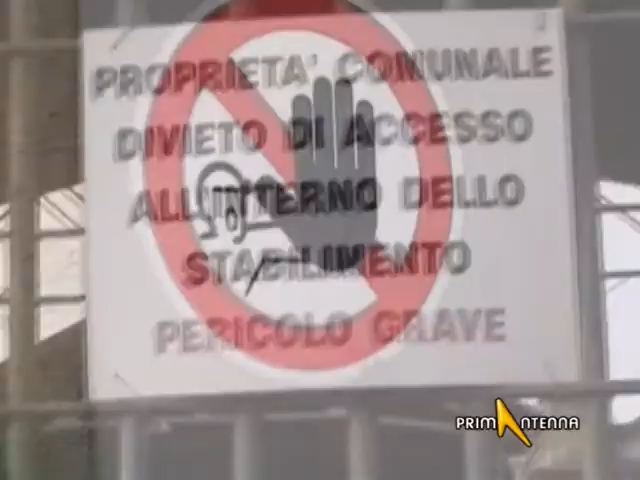 PROPRIETA' COMUNALE
DIVIETO DI ACCESSO
ALL'INTERNO DELLO
STABILIMENTO
PERICOLO GRAVE
PRIMANTENNA